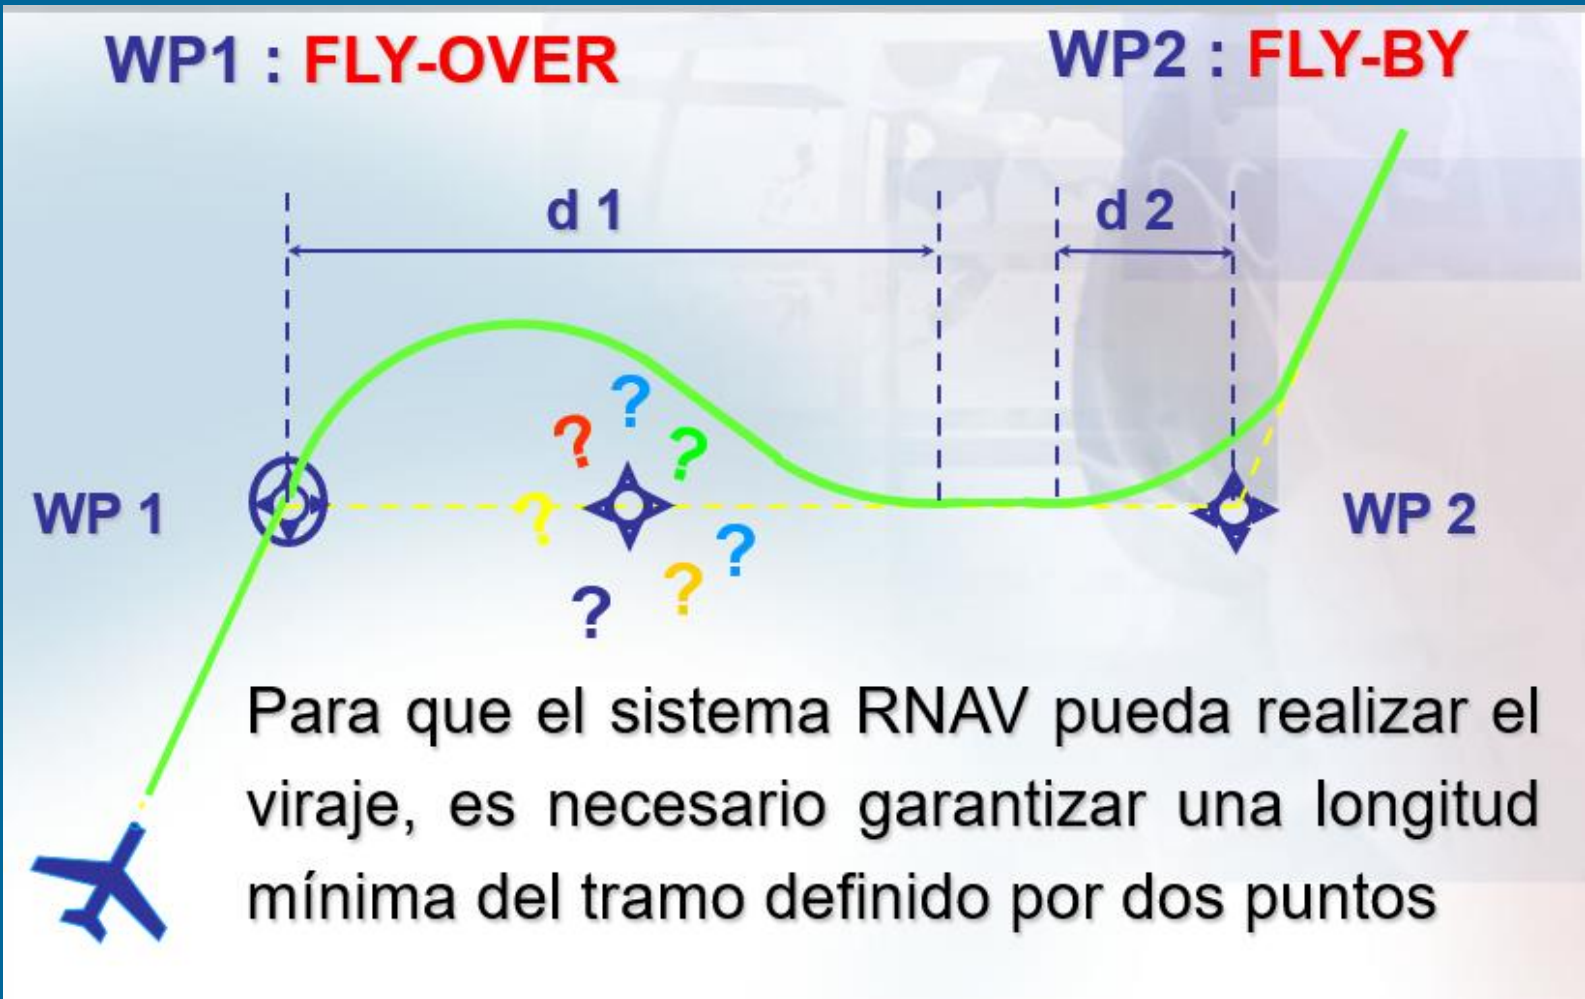 WP1 : FLY-OVER
WP2 : FLY-BY
d 1
d 2
?
?
?
?
?
?
?
WP 1
WP 2
Para que el sistema RNAV pueda realizar el
viraje, es necesario garantizar una longitud
mínima del tramo definido por dos puntos